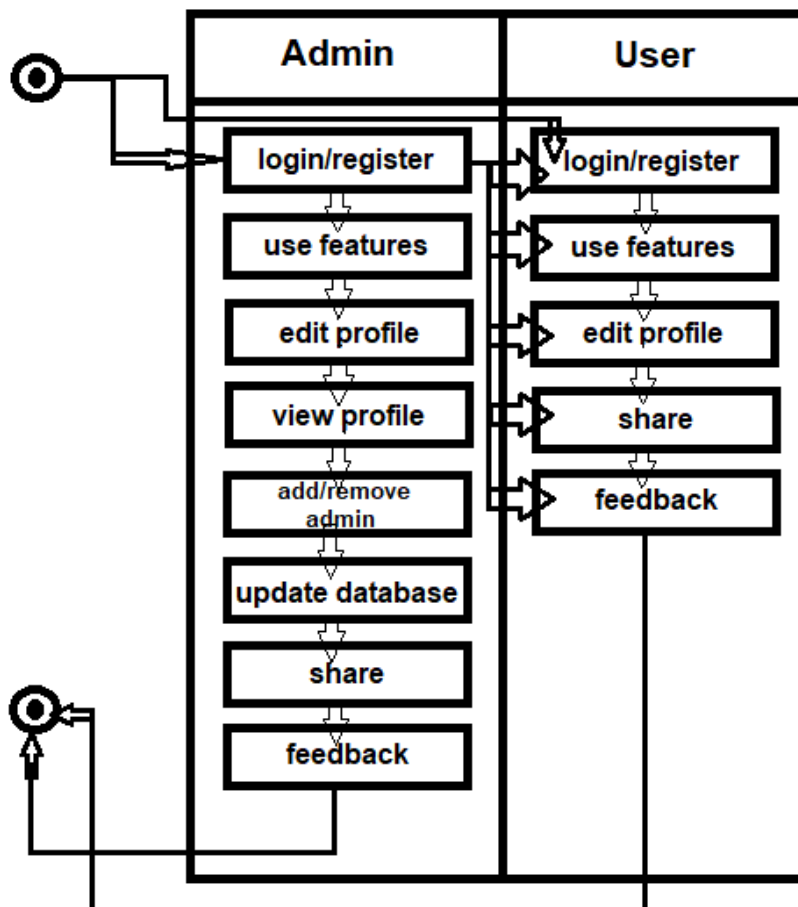 Admin
User
login/register
use features
edit profile
view profile
add/remove
admin
update database
share
feedback
login/register
use features
edit profile
share
feedback